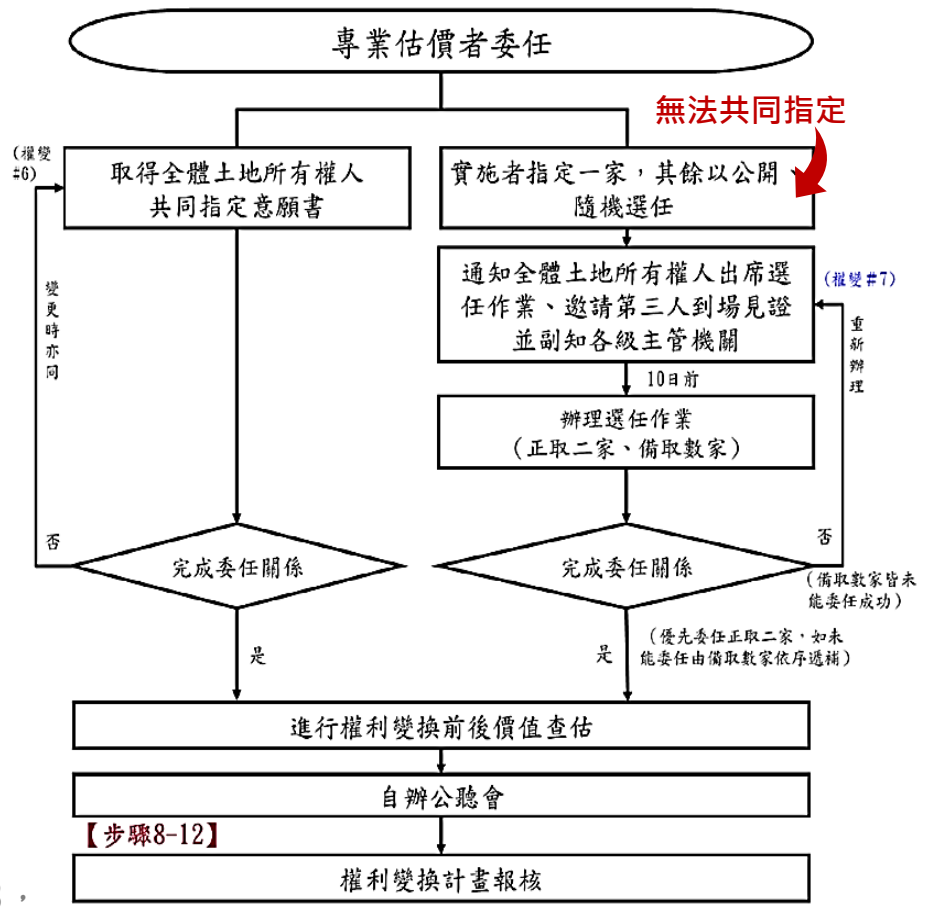 專業估價者委任
無法共同指定
(權變
#6)
取得全體土地所有權人
共同指定意願書
實施者指定一家，其餘以公開、
隨機選任
通知全體土地所有權人出席選
任作業、邀請第三人到場見證
並副知各級主管機關
(權變#7)
變更時亦同
重新辦理
10日前
辦理選任作業
(正取二家、備取數家)
否
完成委任關係
完成委任關係
否
(備取數家皆未
能委任成功)
是
是
(優先委任正取二家，如未
能委任由備取數家依序遞補)
進行權利變換前後價值查估
自辦公聽會
【步驟8-12】
權利變換計畫報核
，